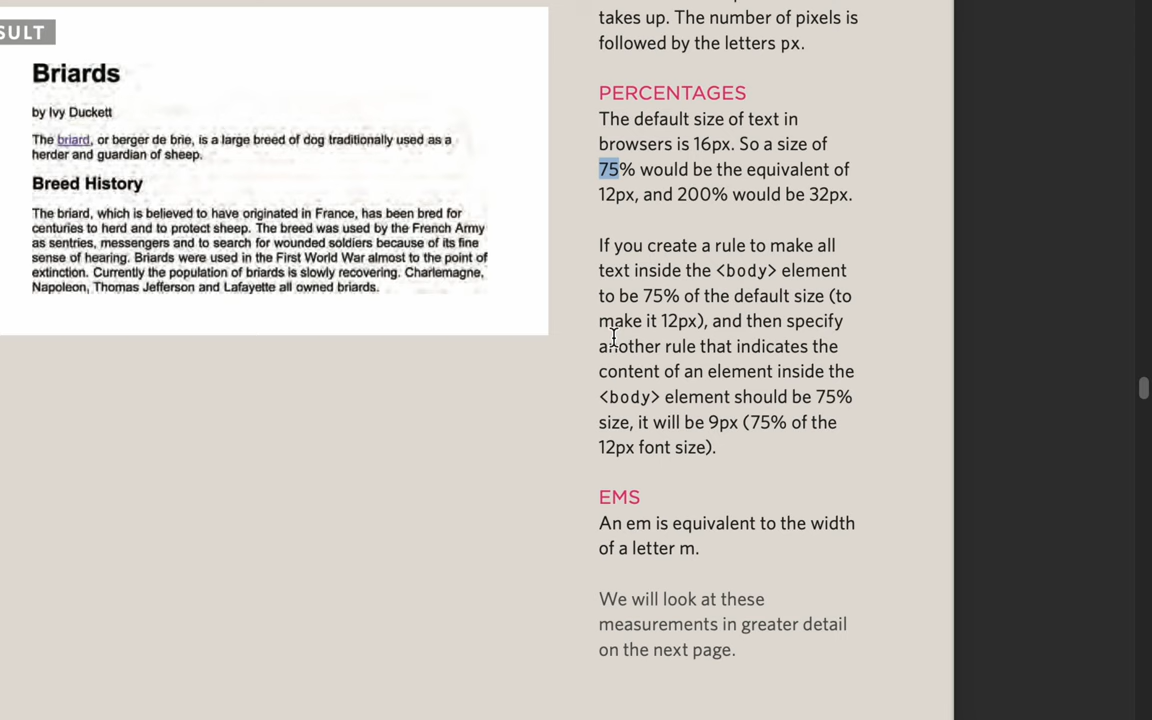 SULT
Briards
by Ivy Duckett
The briard, or berger de brie, is a large breed of dog traditionally used as a
herder and guardian of sheep.
Breed History
The briard, which is believed to have originated in France, has been bred for
centuries to herd and to protect sheep. The breed was used by the French Army
as sentries, messengers and to search for wounded soldiers because of its fine
sense of hearing. Briards were used in the First World War almost to the point of
extinction. Currently the population of briards is slowly recovering. Charlemagne,
Napoleon, Thomas Jefferson and Lafayette all owned briards.
takes up. The number of pixels is
followed by the letters px.
PERCENTAGES
The default size of text in
browsers is 16px. So a size of
75% would be the equivalent of
12px, and 200% would be 32px.
If you create a rule to make all
text inside the <body> element
to be 75% of the default size (to
make it 12px), and then specify
another rule that indicates the
content of an element inside the
<body> element should be 75%
size, it will be 9px (75% of the
12px font size).
EMS
An em is equivalent to the width
of a letter m.
We will look at these
measurements in greater detail
on the next page.